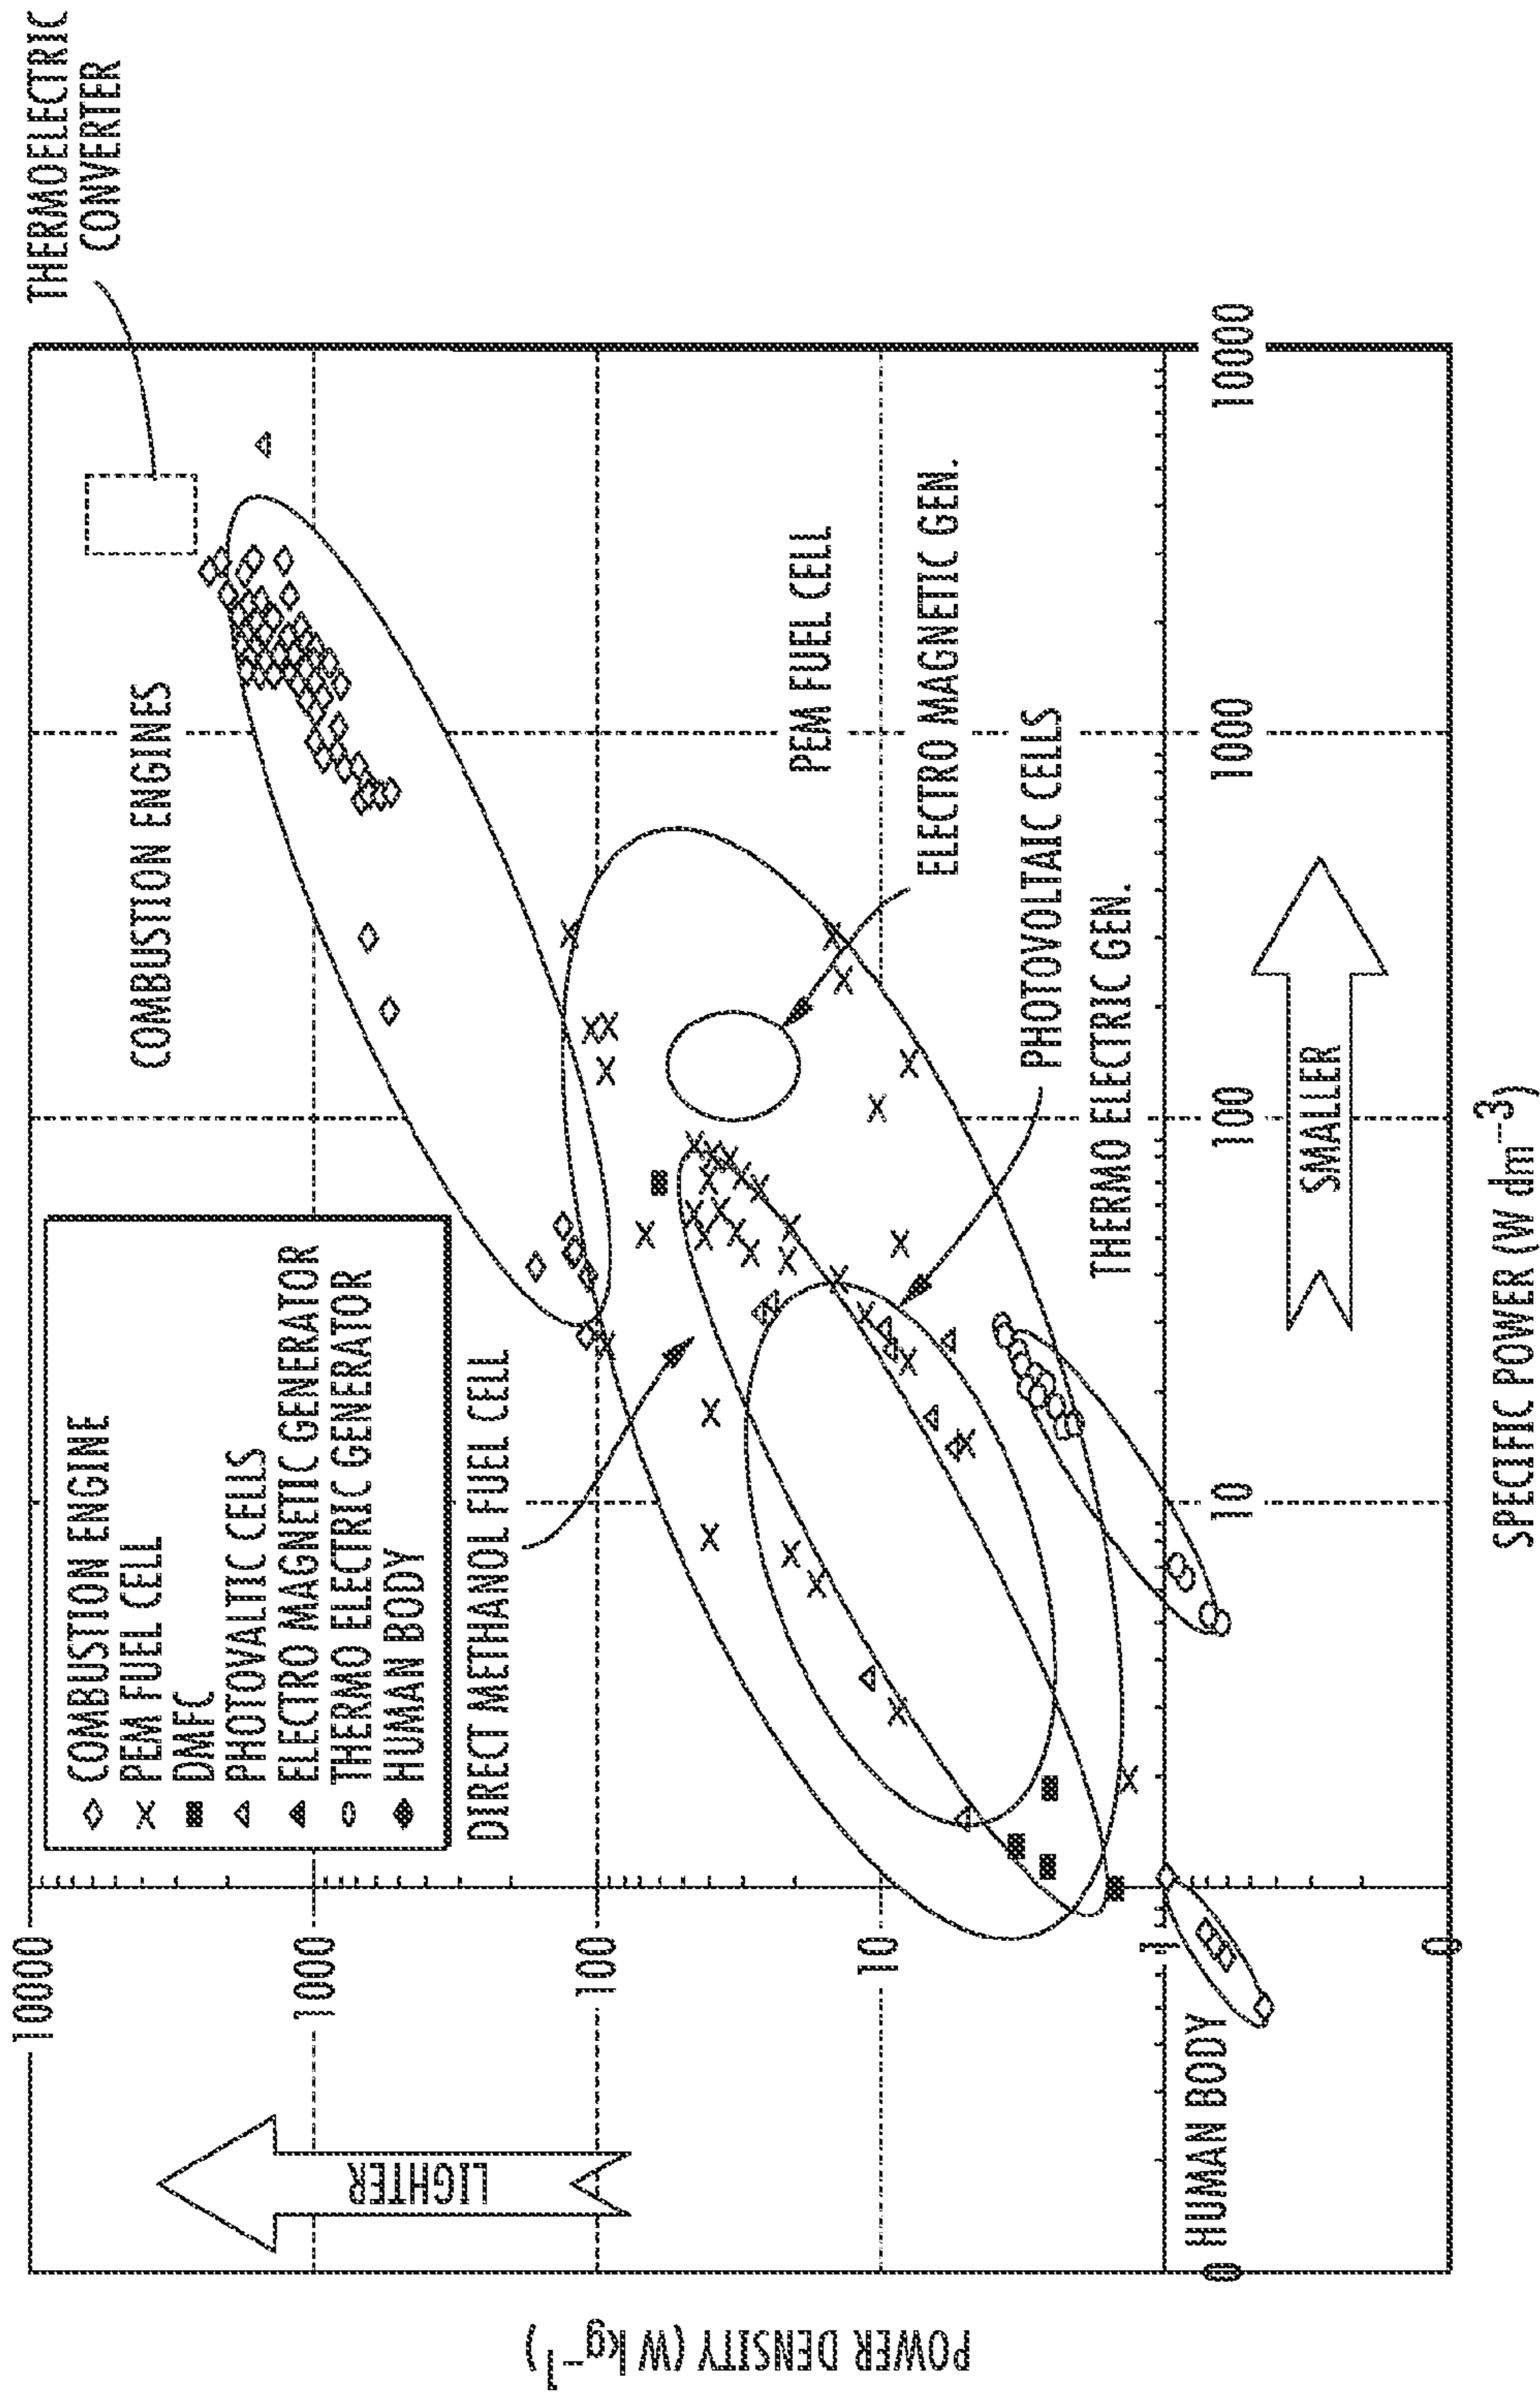 THERMOELECTRIC
CONVERTER
COMBUSTION ENGINES
COMBUSTION ENGINE
PEM FUEL CELL
DMFC
PHOTOVALTIC CELLS
ELECTRO MAGNETIC GENERATOR
THERMO ELECTRIC GENERATOR
HUMAN BODY
DIRECT METHANOL FUEL CELL
PEM FUEL CELL
ELECTRO MAGNETIC GEN.
PHOTOVOLTAIC CELLS
THERMO ELECTRIC GEN.
HUMAN BODY
LIGHTER
SMALLER
10000
1000
100
10
1
0
0
10
100
1000
10000
POWER DENSITY (W kg⁻¹)
SPECIFIC POWER (W dm⁻³)